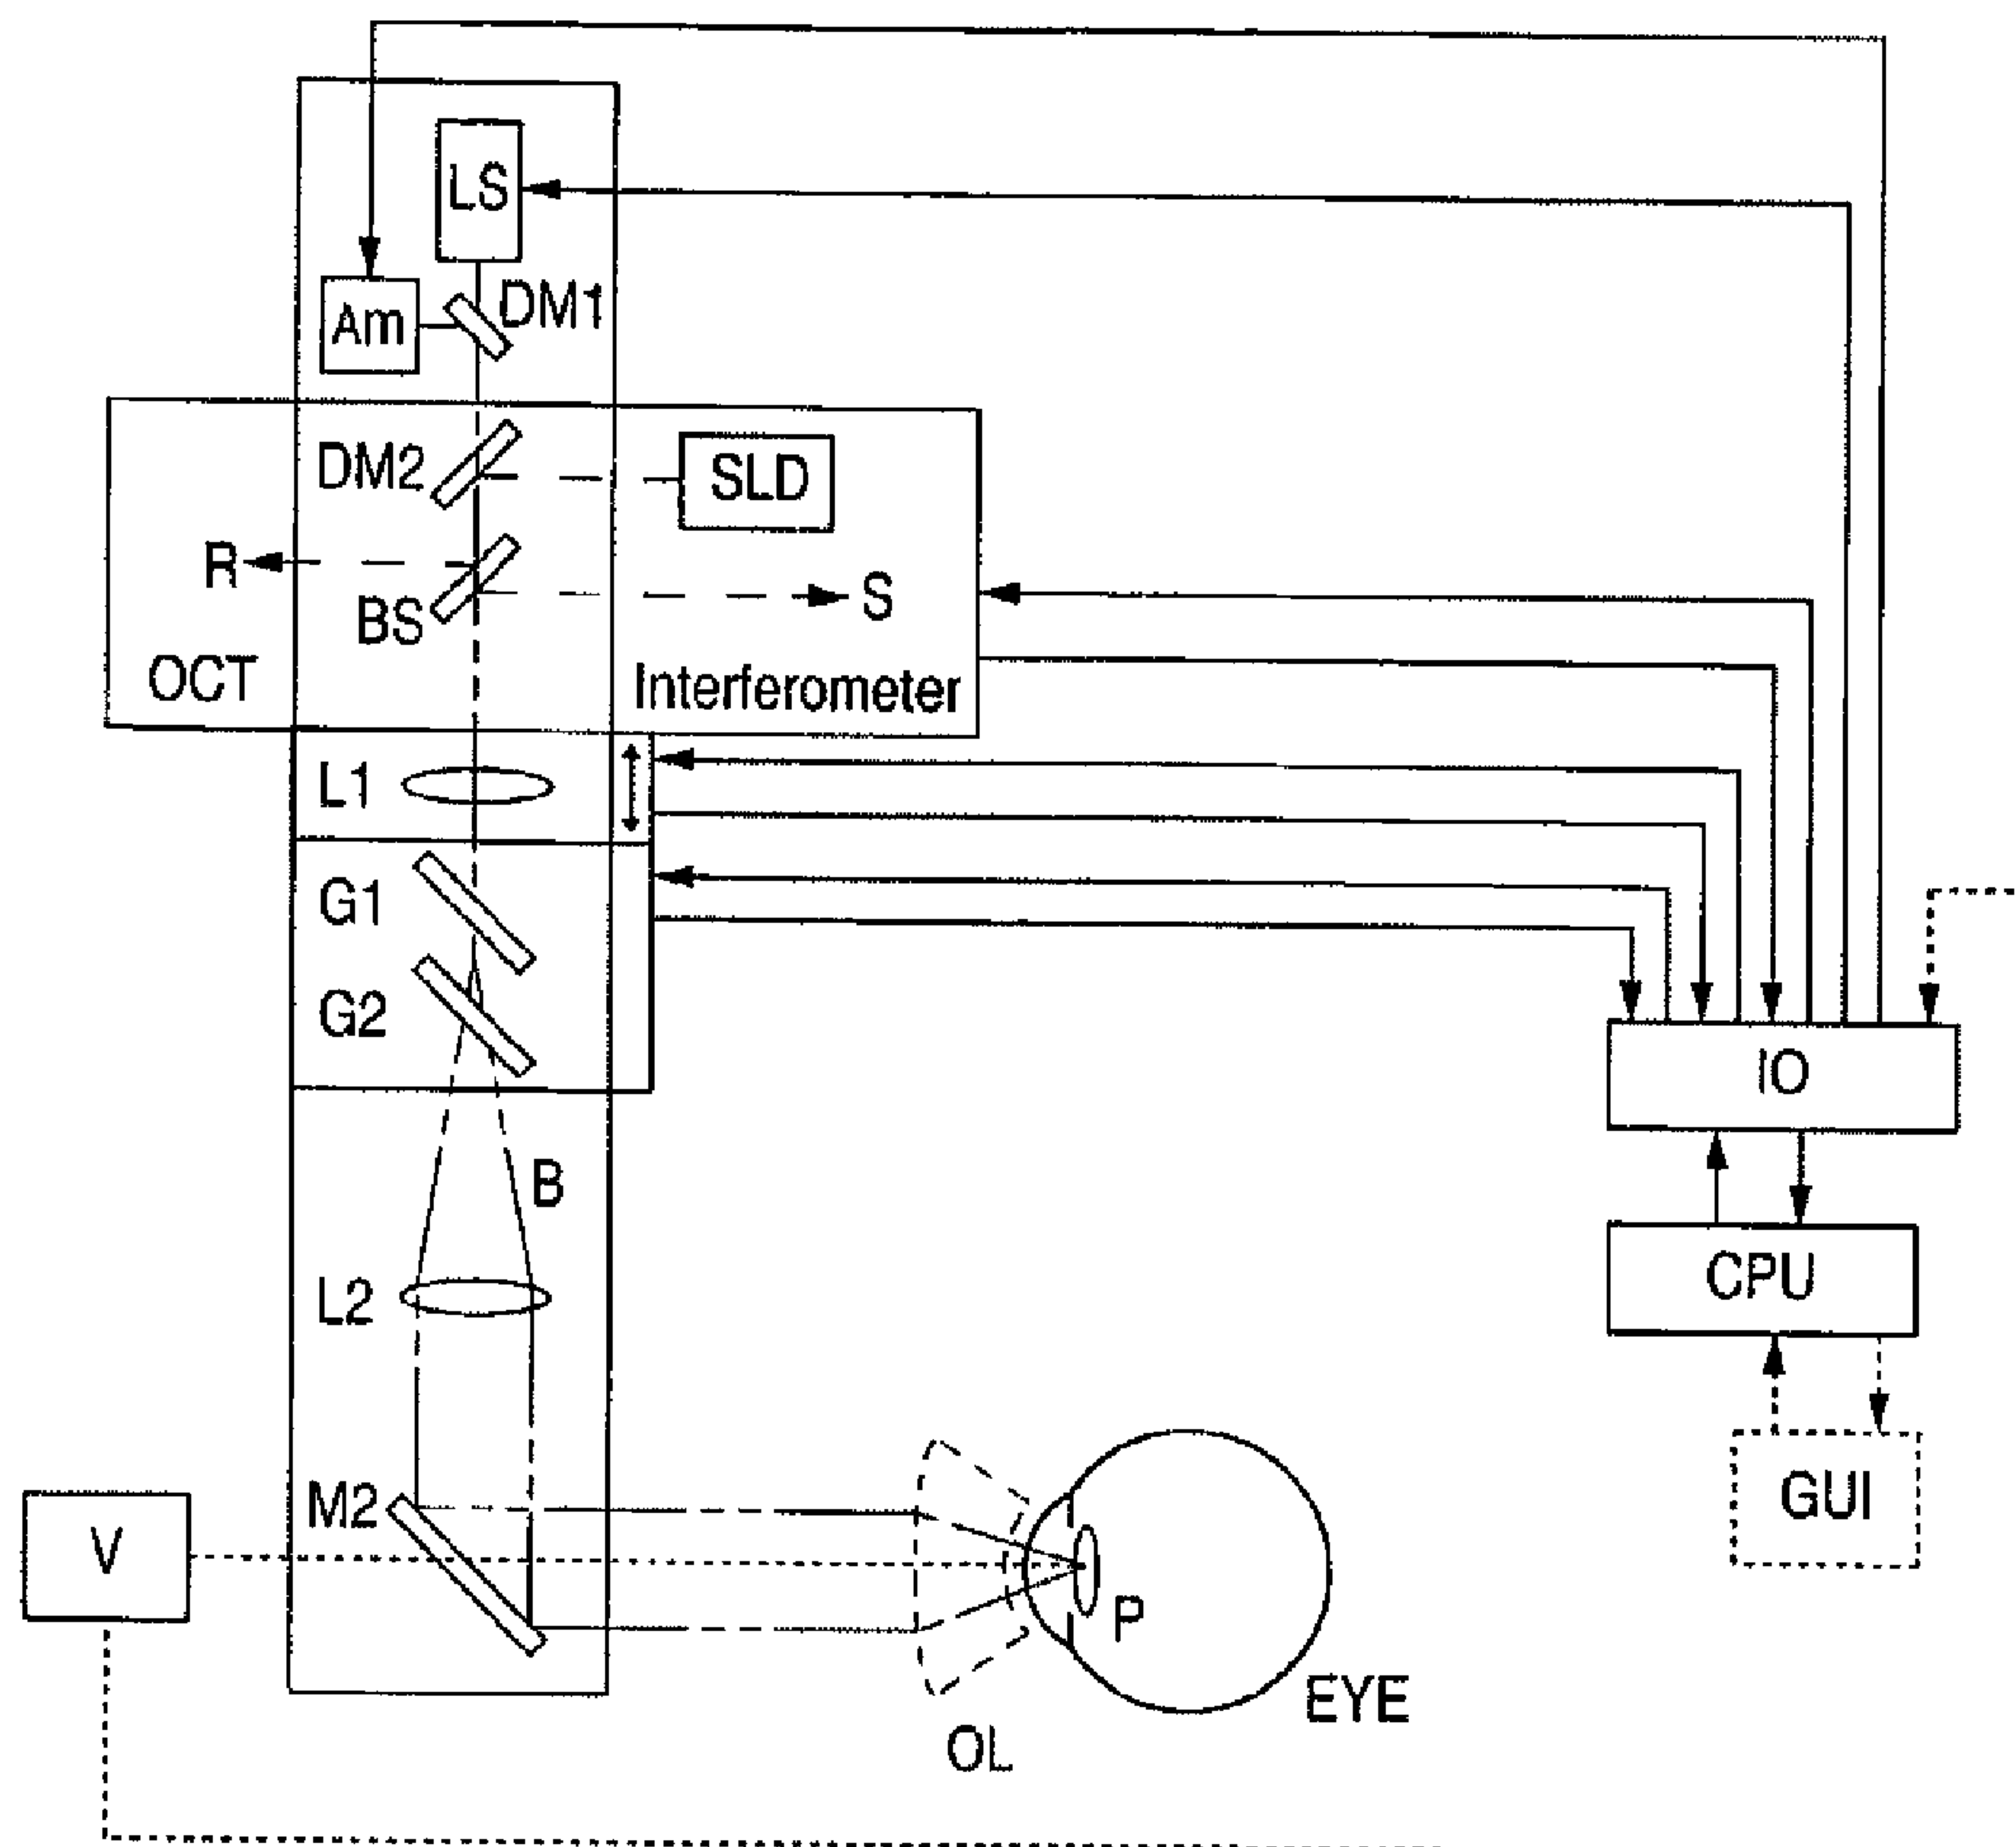 LS
Am
DM1
DM2
SLD
R
S
BS
OCT
Interferometer
L1
G1
G2
IO
B
CPU
L2
GUI
M2
V
P
EYE
OL